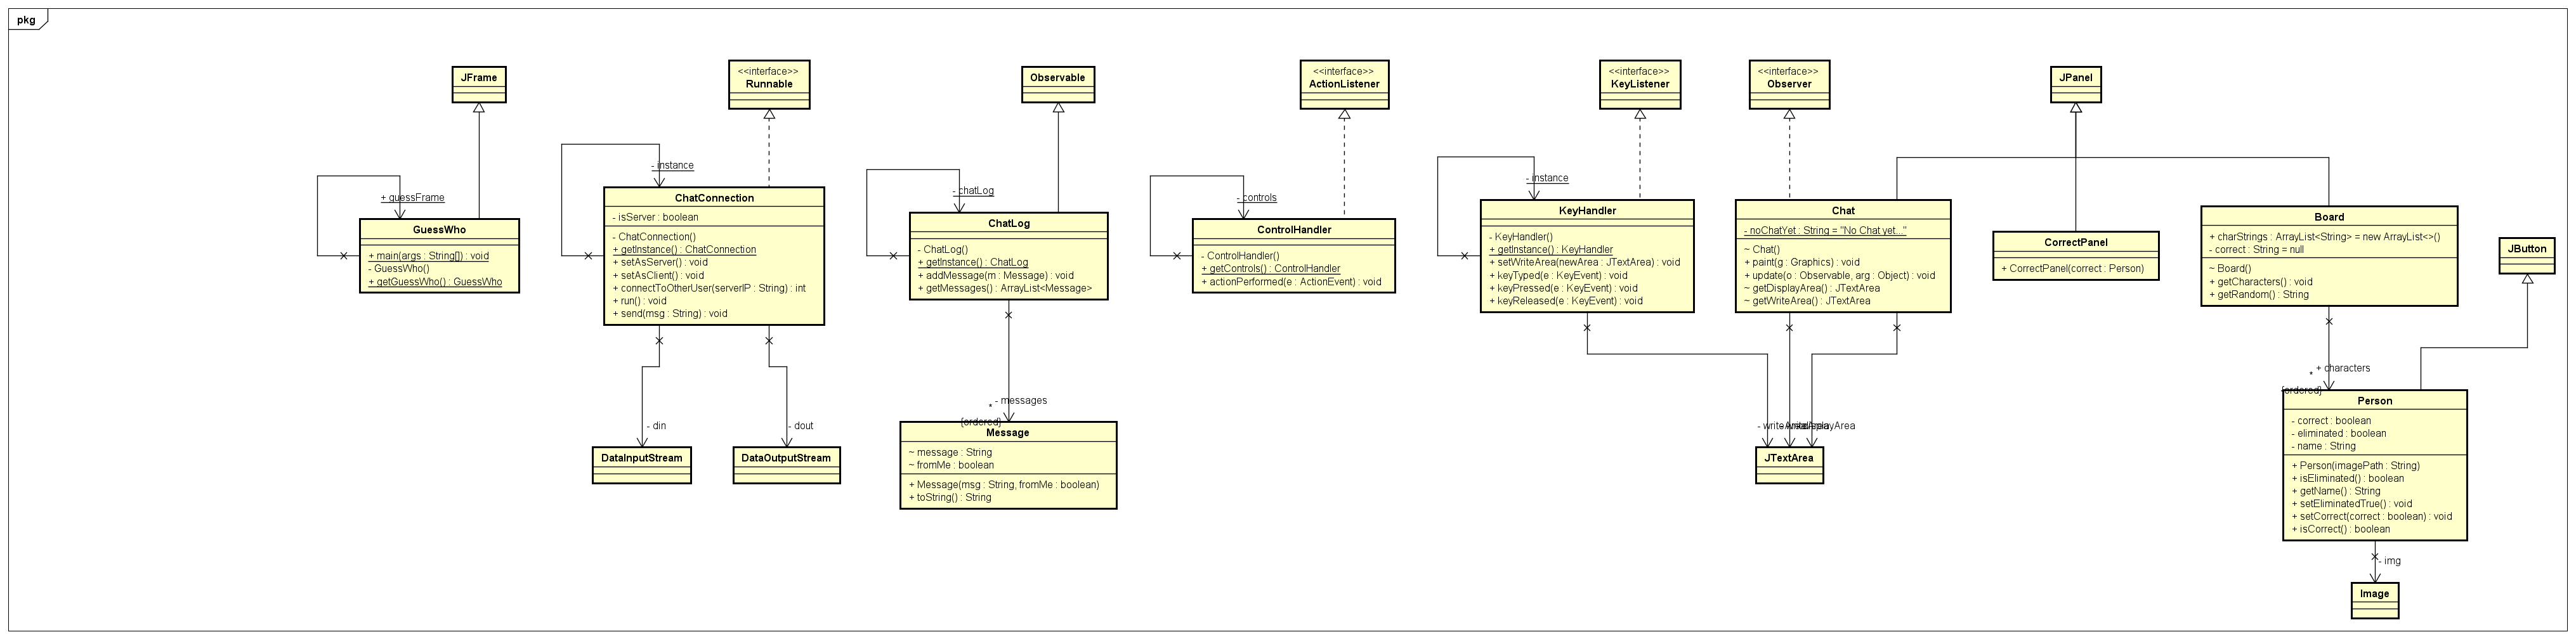 pkg
JFrame
<<interface>>
Runnable
Observable
<<interface>>
ActionListener
<<interface>>
KeyListener
<<interface>>
Observer
JPanel
+ guessFrame
GuessWho
+ main(args : String[]) : void
- GuessWho()
+ getGuessWho() : GuessWho
- instance
ChatConnection
- isServer : boolean
- ChatConnection()
+ getInstance() : ChatConnection
+ setAsServer() : void
+ setAsClient() : void
+ connectToOtherUser(serverIP : String) : int
+ run() : void
+ send(msg : String) : void
- din
- dout
DataInputStream
DataOutputStream
- chatLog
ChatLog
- ChatLog()
+ getInstance() : ChatLog
+ addMessage(m : Message) : void
+ getMessages() : ArrayList<Message>
- messages
*
{ordered}
Message
~ message : String
~ fromMe : boolean
+ Message(msg : String, fromMe : boolean)
+ toString() : String
- controls
ControlHandler
- ControlHandler()
+ getControls() : ControlHandler
+ actionPerformed(e : ActionEvent) : void
- instance
KeyHandler
- KeyHandler()
+ getInstance() : KeyHandler
+ setWriteArea(newArea : JTextArea) : void
+ keyTyped(e : KeyEvent) : void
+ keyPressed(e : KeyEvent) : void
+ keyReleased(e : KeyEvent) : void
Chat
- noChatYet : String = "No Chat yet..."
~ Chat()
+ paint(g : Graphics) : void
+ update(o : Observable, arg : Object) : void
~ getDisplayArea() : JTextArea
~ getWriteArea() : JTextArea
JTextArea
CorrectPanel
+ CorrectPanel(correct : Person)
Board
+ charStrings : ArrayList<String> = new ArrayList<>()
- correct : String = null
~ Board()
+ getCharacters() : void
+ getRandom() : String
JButton
+ characters
*
{ordered}
Person
- correct : boolean
- eliminated : boolean
- name : String
+ Person(imagePath : String)
+ isEliminated() : boolean
+ getName() : String
+ setEliminatedTrue() : void
+ setCorrect(correct : boolean) : void
+ isCorrect() : boolean
- img
Image